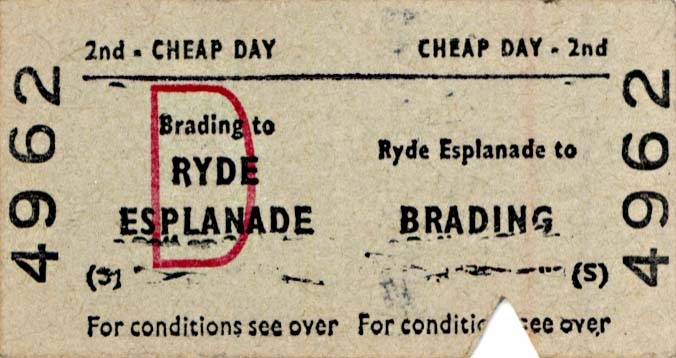 4962
2nd - CHEAP DAY
Brading to
RYDE
ESPLANADE
D
(S)
For conditions see over
CHEAP DAY - 2nd
Ryde Esplanade to
BRADING
(S)
For see over
4962